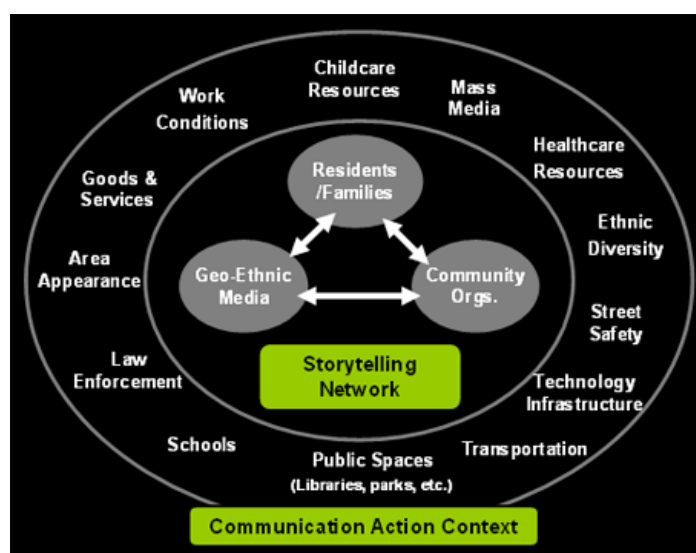 Childcare
Resources
Mass
Media
Work
Conditions
Healthcare
Resources
Residents
/Families
Goods &
Services
Ethnic
Diversity
Area
Appearance
Geo-Ethnic
Media
Community
Orgs.
Street
Safety
Law
Enforcement
Storytelling
Network
Technology
Infrastructure
Schools
Public Spaces
(Libraries, parks, etc.)
Transportation
Communication Action Context